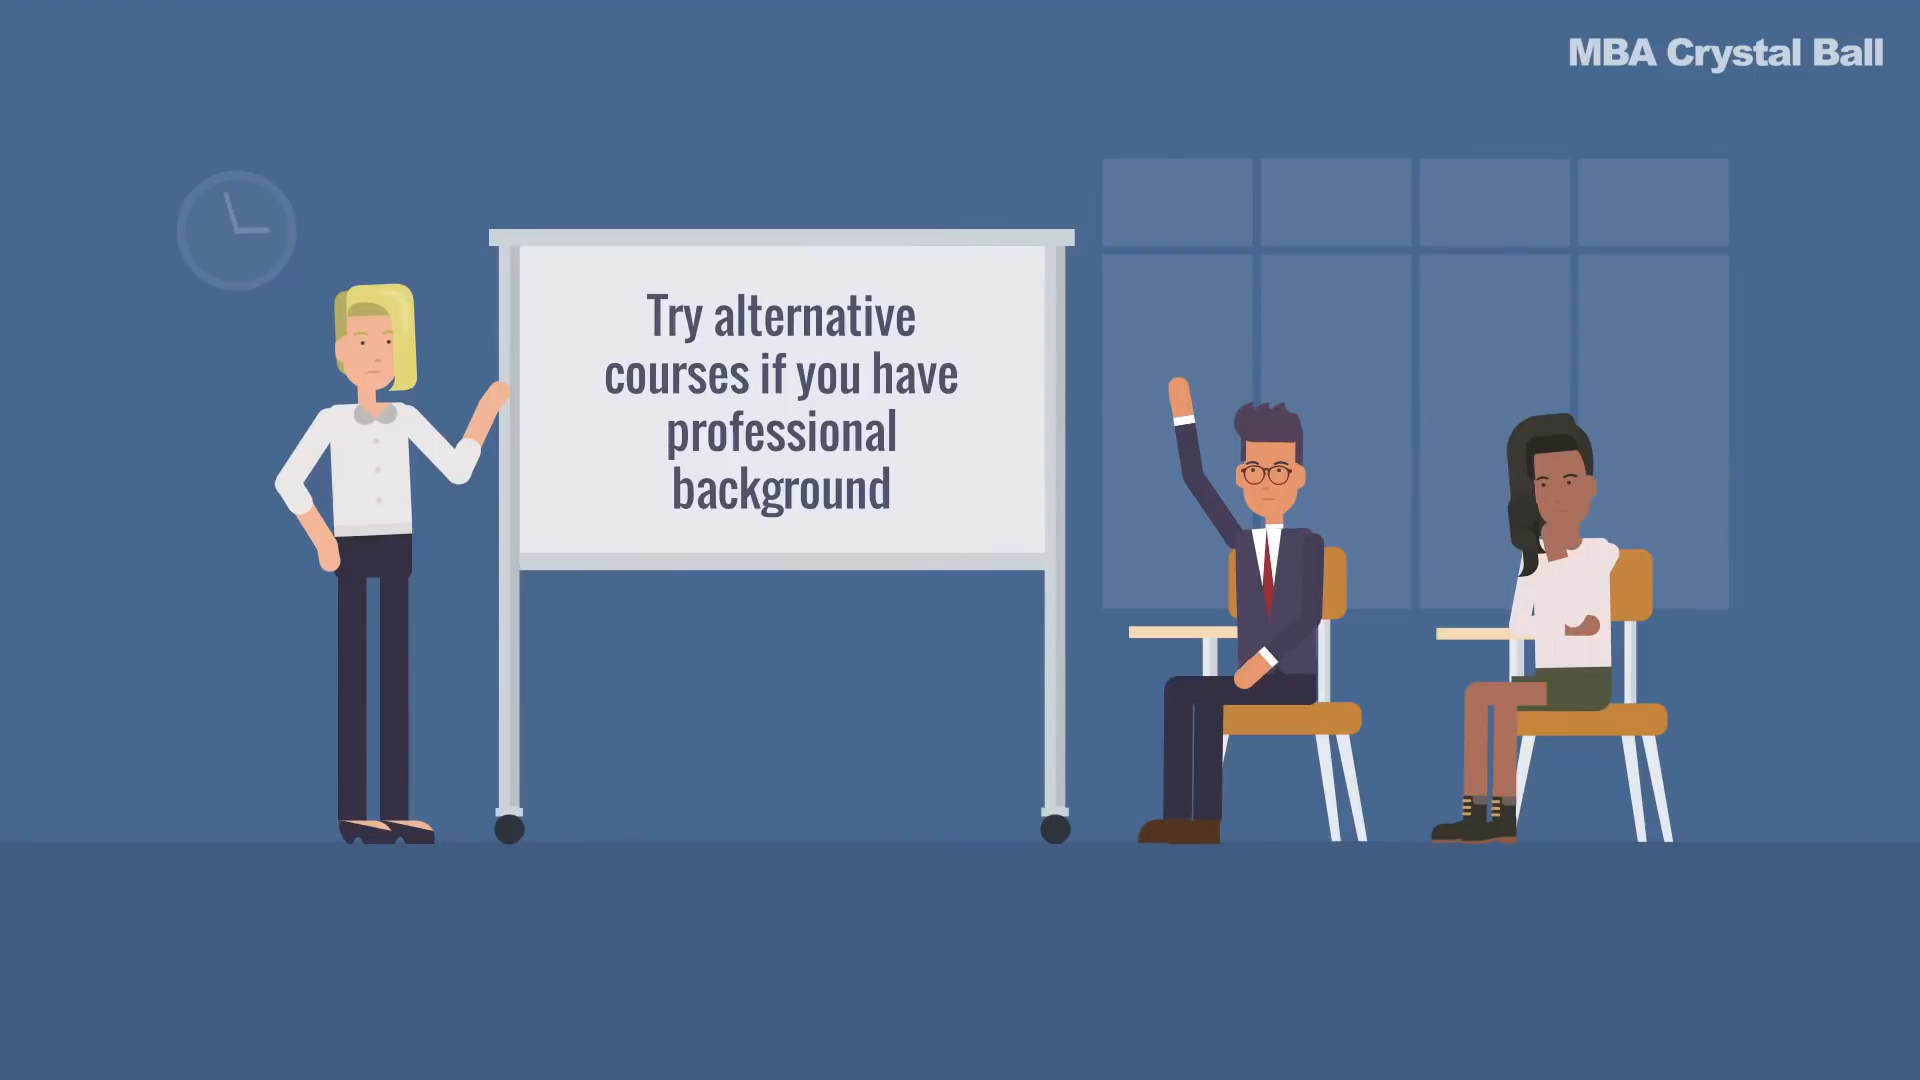 MBA Crystal Ball
Try alternative
courses if you have
professional
background